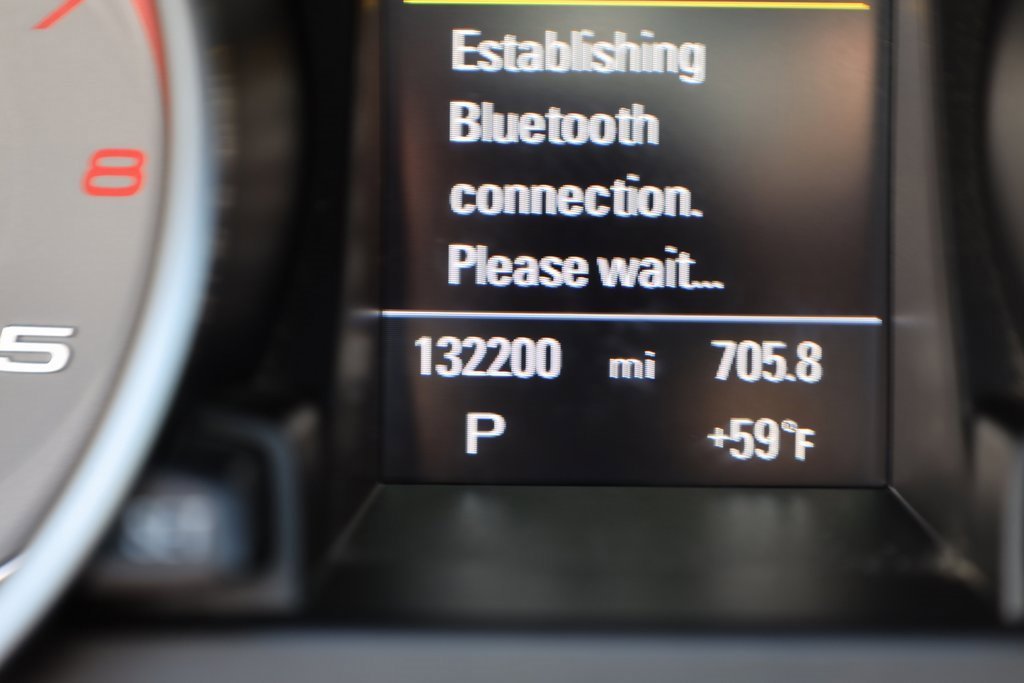 Establishing
Bluetooth
connection.
Please wait...
132200 mi 705.8
P +59°F
8
5